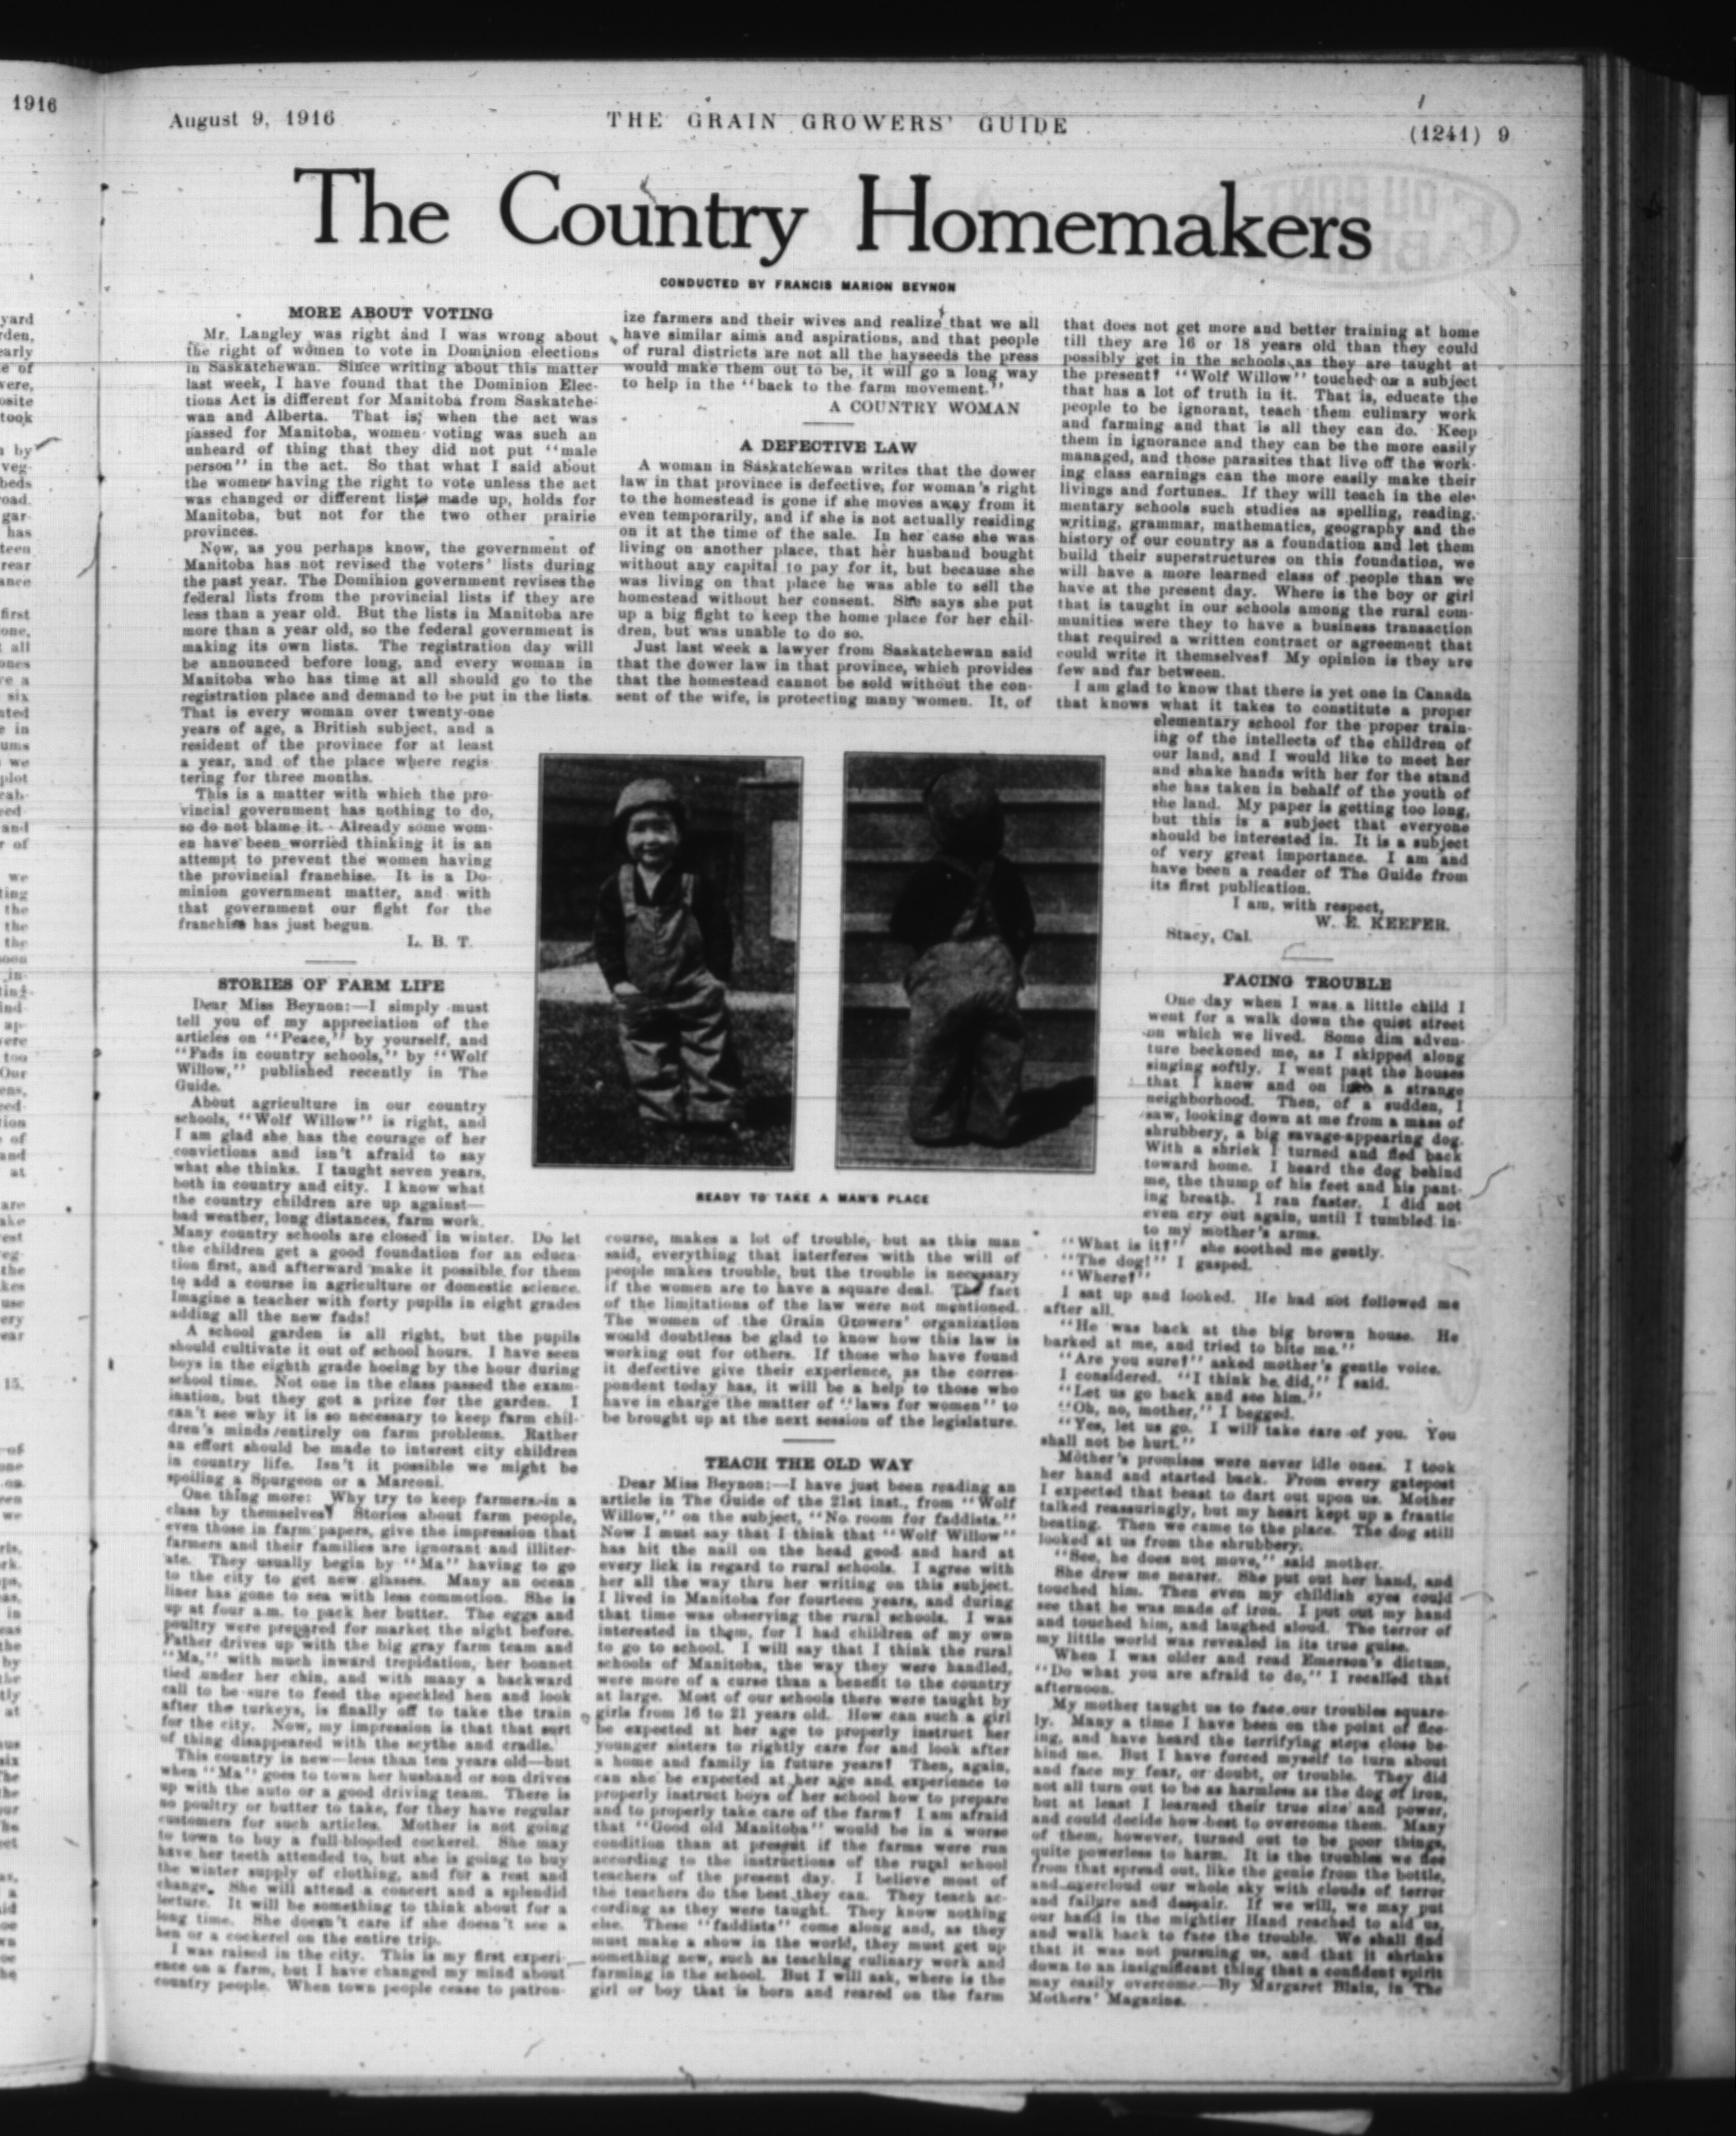 1916
August 9, 1916
THE GRAIN GROWERS' GUIDE
(1241) 9
The Country Homemakers
CONDUCTED BY FRANCIS MARION BEYNON
MORE ABOUT VOTING
Mr. Langley was right and I was wrong about
the right of women to vote in Dominion elections
in Saskatchewan. Since writing about this matter
last week, I have found that the Dominion Elec-
tions Act is different for Manitoba from Saskatche-
wan and Alberta. That is, when the act was
passed for Manitoba, women voting was such an
unheard of thing that they did not put "male
person" in the act. So that what I said about
the women having the right to vote unless the act
was changed or different lists made up, holds for
Manitoba, but not for the two other prairie
provinces.
Now, as you perhaps know, the government of
Manitoba has not revised the voters' lists during
the past year. The Dominion government revises the
federal lists from the provincial lists if they are
less than a year old. But the lists in Manitoba are
more than a year old, so the federal government is
making its own lists. The registration day will
be announced before long, and every woman in
Manitoba who has time at all should go to the
registration place and demand to be put in the lists.
That is every woman over twenty-one
years of age, a British subject, and a
resident of the province for at least
a year, and of the place where regis-
tering for three months.
This is a matter with which the pro-
vincial government has nothing to do,
so do not blame it. Already some wom-
en have been worried thinking it is an
attempt to prevent the women having
the provincial franchise. It is a Do-
minion government matter, and with
that government our fight for the
franchise has just begun.
L. B. T.
STORIES OF FARM LIFE
Dear Miss Beynon:—I simply must
tell you of my appreciation of the
articles on "Peace," by yourself, and
"Fads in country schools," by "Wolf
Willow," published recently in The
Guide.
About agriculture in our country
schools, "Wolf Willow" is right, and
I am glad she has the courage of her
convictions and isn't afraid to say
what she thinks. I taught seven years,
both in country and city. I know what
the country children are up against—
bad weather, long distances, farm work.
Many country schools are closed in winter. Do let
the children get a good foundation for an educa-
tion first, and afterward make it possible for them
to add a course in agriculture or domestic science.
Imagine a teacher with forty pupils in eight grades
adding all the new fads!
A school garden is all right, but the pupils
should cultivate it out of school hours. I have seen
boys in the eighth grade hoeing by the hour during
school time. Not one in the class passed the exam-
ination, but they got a prize for the garden. I
can't see why it is so necessary to keep farm chil-
dren's minds entirely on farm problems. Rather
an effort should be made to interest city children
in country life. Isn't it possible we might be
spoiling a Spurgeon or a Marconi.
One thing more: Why try to keep farmers in a
class by themselves? Stories about farm people,
even those in farm papers, give the impression that
farmers and their families are ignorant and illiter-
ate. They usually begin by "Ma" having to go
to the city to get new glasses. Many an ocean
liner has gone to sea with less commotion. She is
up at four a.m. to pack her butter. The eggs and
poultry were prepared for market the night before.
Father drives up with the big gray farm team and
"Ma," with much inward trepidation, her bonnet
tied under her chin, and with many a backward
call to be sure to feed the speckled hen and look
after the turkeys, is finally off to take the train
for the city. Now, my impression is that that sort
of thing disappeared with the scythe and cradle.
This country is new—less than ten years old—but
when "Ma" goes to town her husband or son drives
up with the auto or a good driving team. There is
no poultry or butter to take, for they have regular
customers for such articles. Mother is not going
to town to buy a full-blooded cockerel. She may
have her teeth attended to, but she is going to buy
the winter supply of clothing, and for a rest and
change. She will attend a concert and a splendid
lecture. It will be something to think about for a
long time. She doesn't care if she doesn't see a
hen or a cockerel on the entire trip.
I was raised in the city. This is my first experi-
ence on a farm, but I have changed my mind about
country people. When town people cease to patron-
ize farmers and their wives and realize that we all
have similar aims and aspirations, and that people
of rural districts are not all the hayseeds the press
would make them out to be, it will go a long way
to help in the "back to the farm movement."
A COUNTRY WOMAN
A DEFECTIVE LAW
A woman in Saskatchewan writes that the dower
law in that province is defective, for woman's right
to the homestead is gone if she moves away from it
even temporarily, and if she is not actually residing
on it at the time of the sale. In her case she was
living on another place, that her husband bought
without any capital to pay for it, but because she
was living on that place he was able to sell the
homestead without her consent. She says she put
up a big fight to keep the home place for her chil-
dren, but was unable to do so.
Just last week a lawyer from Saskatchewan said
that the dower law in that province, which provides
that the homestead cannot be sold without the con-
sent of the wife, is protecting many women. It, of
READY TO TAKE A MAN'S PLACE
course, makes a lot of trouble, but as this man
said, everything that interferes with the will of
people makes trouble, but the trouble is necessary
if the women are to have a square deal. The fact
of the limitations of the law were not mentioned.
The women of the Grain Growers' organization
would doubtless be glad to know how this law is
working out for others. If those who have found
it defective give their experience, as the corres-
pondent today has, it will be a help to those who
have in charge the matter of "laws for women" to
be brought up at the next session of the legislature.
TEACH THE OLD WAY
Dear Miss Beynon:—I have just been reading an
article in The Guide of the 21st inst., from "Wolf
Willow," on the subject, "No room for faddists."
Now I must say that I think that "Wolf Willow"
has hit the nail on the head good and hard at
every lick in regard to rural schools. I agree with
her all the way thru her writing on this subject.
I lived in Manitoba for fourteen years, and during
that time was observing the rural schools. I was
interested in them, for I had children of my own
to go to school. I will say that I think the rural
schools of Manitoba, the way they were handled,
were more of a curse than a benefit to the country
at large. Most of our schools there were taught by
girls from 16 to 21 years old. How can such a girl
be expected at her age to properly instruct her
younger sisters to rightly care for and look after
a home and family in future years? Then, again,
can she be expected at her age and experience to
properly instruct boys of her school how to prepare
and to properly take care of the farm? I am afraid
that "Good old Manitoba" would be in a worse
condition than at present if the farms were run
according to the instructions of the rural school
teachers of the present day. I believe most of
the teachers do the best they can. They teach ac-
cording as they were taught. They know nothing
else. These "faddists" come along and, as they
must make a show in the world, they must get up
something new, such as teaching culinary work and
farming in the school. But I will ask, where is the
girl or boy that is born and reared on the farm
that does not get more and better training at home
till they are 16 or 18 years old than they could
possibly get in the schools as they are taught at
the present? "Wolf Willow" touched on a subject
that has a lot of truth in it. That is, educate the
people to be ignorant, teach them culinary work
and farming and that is all they can do. Keep
them in ignorance and they can be the more easily
managed, and those parasites that live off the work-
ing class earnings can the more easily make their
livings and fortunes. If they will teach in the ele-
mentary schools such studies as spelling, reading,
writing, grammar, mathematics, geography and the
history of our country as a foundation and let them
build their superstructures on this foundation, we
will have a more learned class of people than we
have at the present day. Where is the boy or girl
that is taught in our schools among the rural com-
munities were they to have a business transaction
that required a written contract or agreement that
could write it themselves? My opinion is they are
few and far between.
I am glad to know that there is yet one in Canada
that knows what it takes to constitute a proper
elementary school for the proper train-
ing of the intellects of the children of
our land, and I would like to meet her
and shake hands with her for the stand
she has taken in behalf of the youth of
the land. My paper is getting too long,
but this is a subject that everyone
should be interested in. It is a subject
of very great importance. I am and
have been a reader of The Guide from
its first publication.
I am, with respect,
W. E. KEEFER.
Stacy, Cal.
FACING TROUBLE
One day when I was a little child I
went for a walk down the quiet street
on which we lived. Some dim adven-
ture beckoned me, as I skipped along
singing softly. I went past the houses
that I knew and on into a strange
neighborhood. Then, of a sudden, I
saw, looking down at me from a mass of
shrubbery, a big savage-appearing dog.
With a shriek I turned and fled back
toward home. I heard the dog behind
me, the thump of his feet and his pant-
ing breath. I ran faster. I did not
even cry out again, until I tumbled in-
to my mother's arms.
"What is it?" she soothed me gently.
"The dog!" I gasped.
"Where?"
I sat up and looked. He had not followed me
after all.
"He was back at the big brown house. He
barked at me, and tried to bite me."
"Are you sure?" asked mother's gentle voice.
I considered. "I think he did," I said.
"Let us go back and see him."
"Oh, no, mother," I begged.
"Yes, let us go. I will take care of you. You
shall not be hurt."
Mother's promises were never idle ones. I took
her hand and started back. From every gatepost
I expected that beast to dart out upon us. Mother
talked reassuringly, but my heart kept up a frantic
beating. Then we came to the place. The dog still
looked at us from the shrubbery.
"See, he does not move," said mother.
She drew me nearer. She put out her hand, and
touched him. Then even my childish eyes could
see that he was made of iron. I put out my hand
and touched him, and laughed aloud. The terror of
my little world was revealed in its true guise.
When I was older and read Emerson's dictum,
"Do what you are afraid to do," I recalled that
afternoon.
My mother taught us to face our troubles square-
ly. Many a time I have been on the point of flee-
ing, and have heard the terrifying steps close be-
hind me. But I have forced myself to turn about
and face my fear, or doubt, or trouble. They did
not all turn out to be as harmless as the dog of iron,
but at least I learned their true size and power,
and could decide how best to overcome them. Many
of them, however, turned out to be poor things,
quite powerless to harm. It is the troubles we flee
from that spread out, like the genie from the bottle,
and overcloud our whole sky with clouds of terror
and failure and despair. If we will, we may put
our hand in the mightier Hand reached to aid us,
and walk back to face the trouble. We shall find
that it was not pursuing us, and that it shrinks
down to an insignificant thing that a confident spirit
may easily overcome.—By Margaret Blain, in The
Mothers' Magazine.